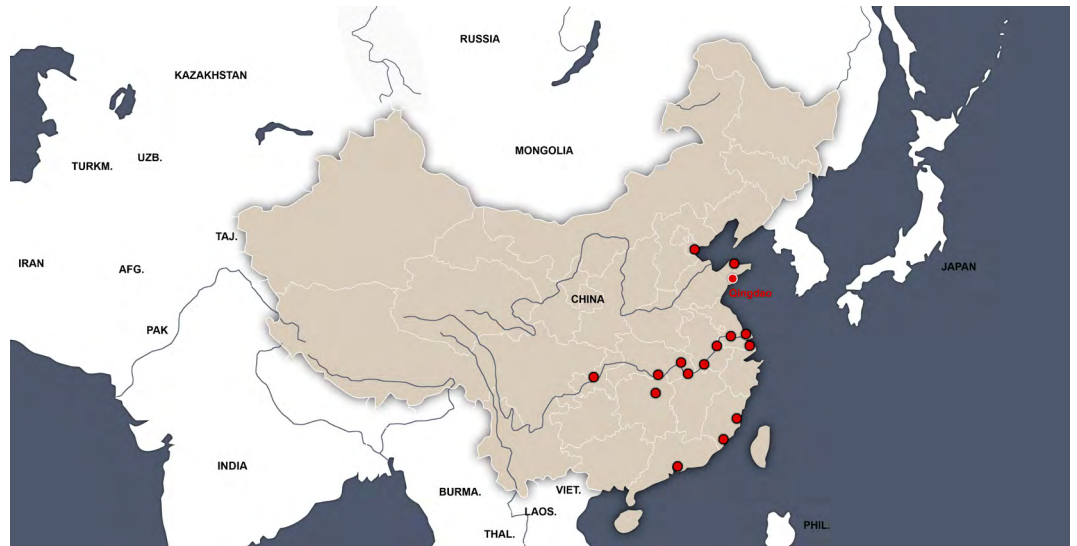 RUSSIA
KAZAKHSTAN
MONGOLIA
UZB.
TURKM.
TAJ.
IRAN
AFG.
JAPAN
Qingdao
CHINA
PAK
INDIA
BURMA.
VIET.
LAOS.
PHIL.
THAL.